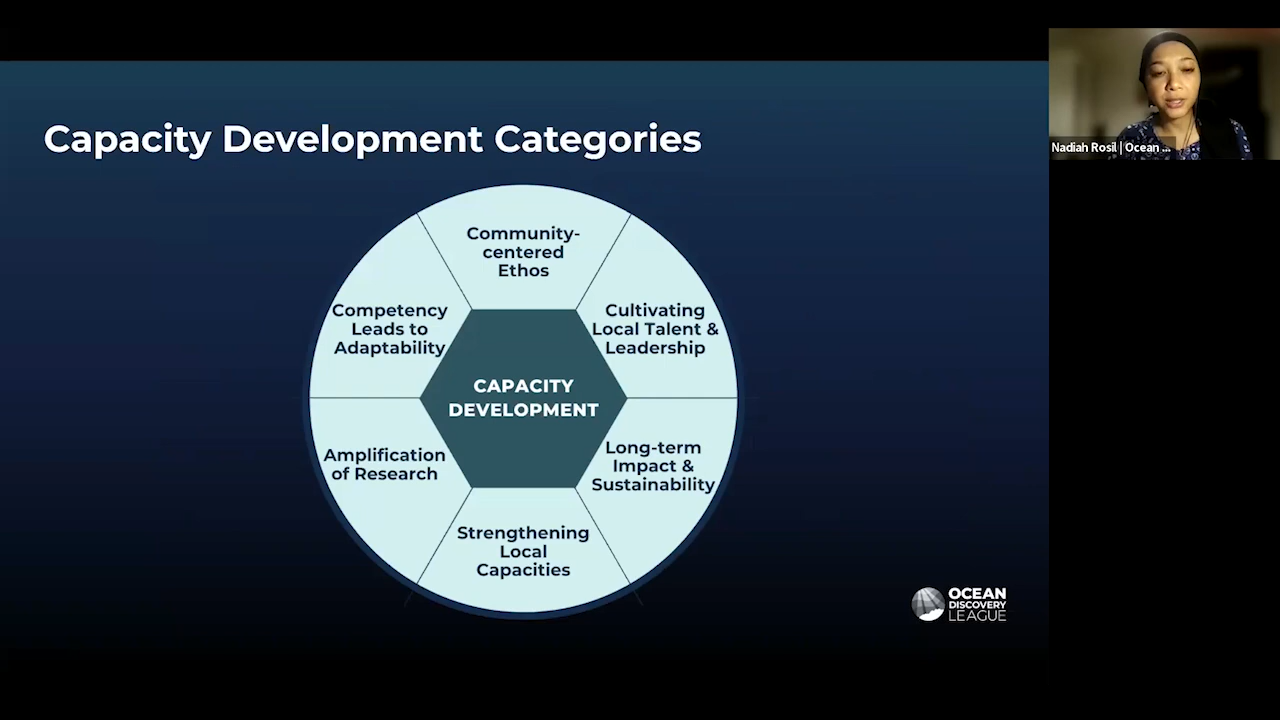 Capacity Development Categories
Community-
centered
Ethos
Cultivating
Local Talent &
Leadership
Long-term
Impact &
Sustainability
Strengthening
Local
Capacities
Amplification
of Research
Competency
Leads to
Adaptability
CAPACITY
DEVELOPMENT
OCEAN
DISCOVERY
LEAGUE
Nadiah Rosil | Ocean ...